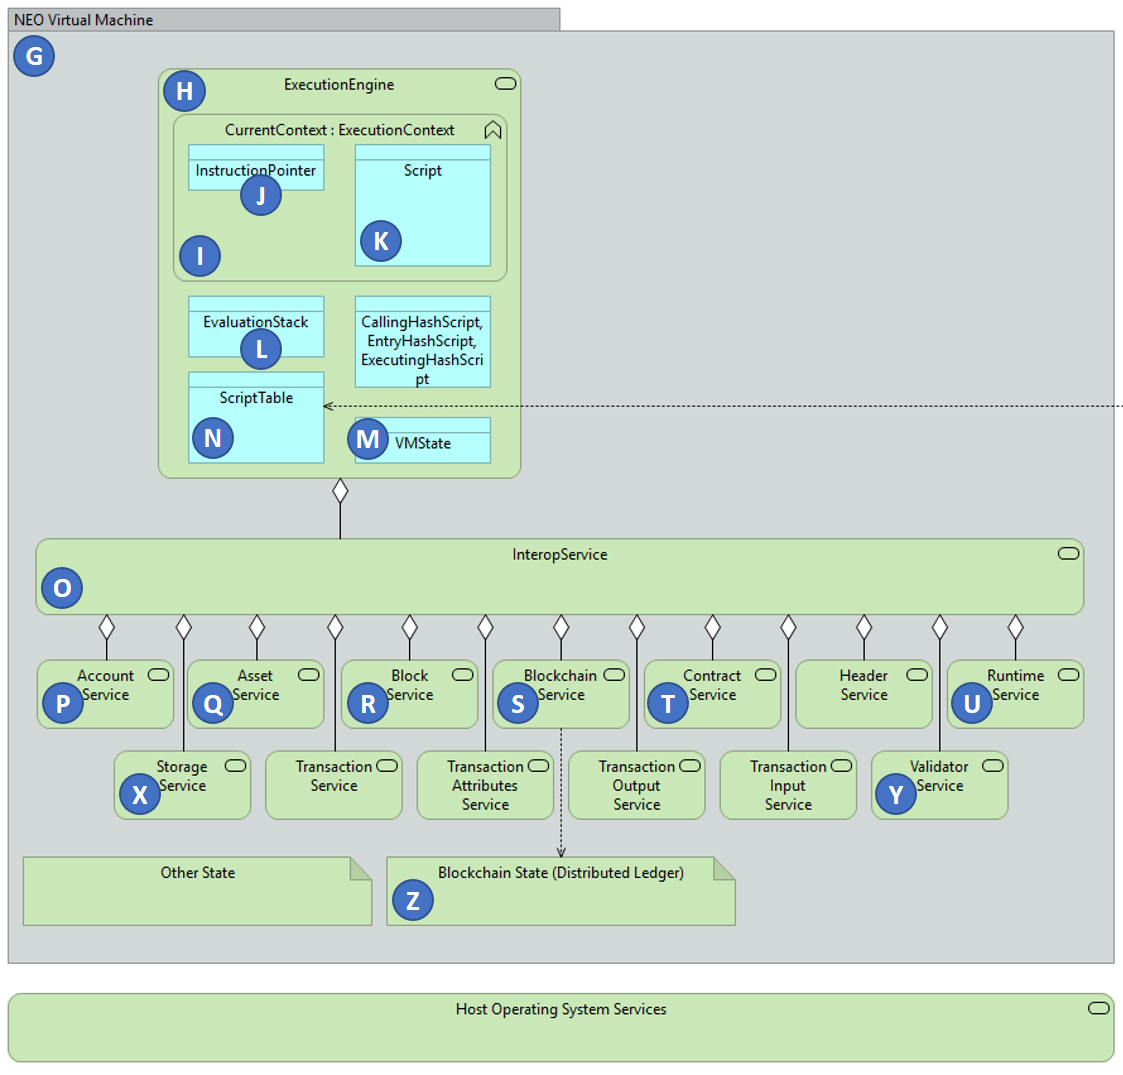 NEO Virtual Machine
G
H
ExecutionEngine
CurrentContext : ExecutionContext
InstructionPointer
J
Script
K
I
EvaluationStack
L
CallingHashScript,
EntryHashScript,
ExecutingHashScri
pt
ScriptTable
N
M
VMState
InteropService
O
Account
Service
P
Asset
Service
Q
Block
Service
R
Blockchain
Service
S
Contract
Service
T
Header
Service
Runtime
Service
U
Storage
Service
X
Transaction
Service
Transaction
Attributes
Service
Transaction
Output
Service
Transaction
Input
Service
Validator
Service
Y
Other State
Blockchain State (Distributed Ledger)
Z
Host Operating System Services